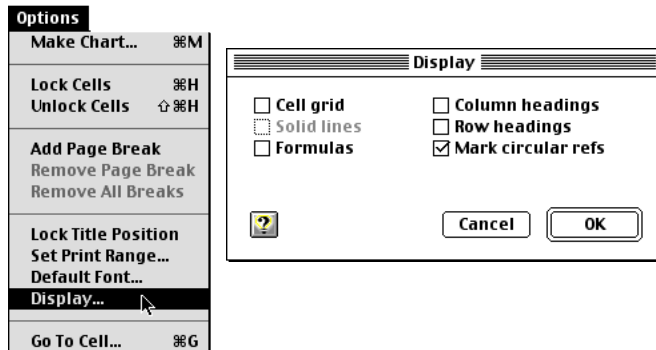 Options
Make Chart... ⌘M
Lock Cells ⌘H
Unlock Cells ⇧⌘H
Add Page Break
Remove Page Break
Remove All Breaks
Lock Title Position
Set Print Range...
Default Font...
Display...
Go To Cell... ⌘G
Display
Cell grid
Solid lines
Formulas
Column headings
Row headings
Mark circular refs
?
Cancel
OK